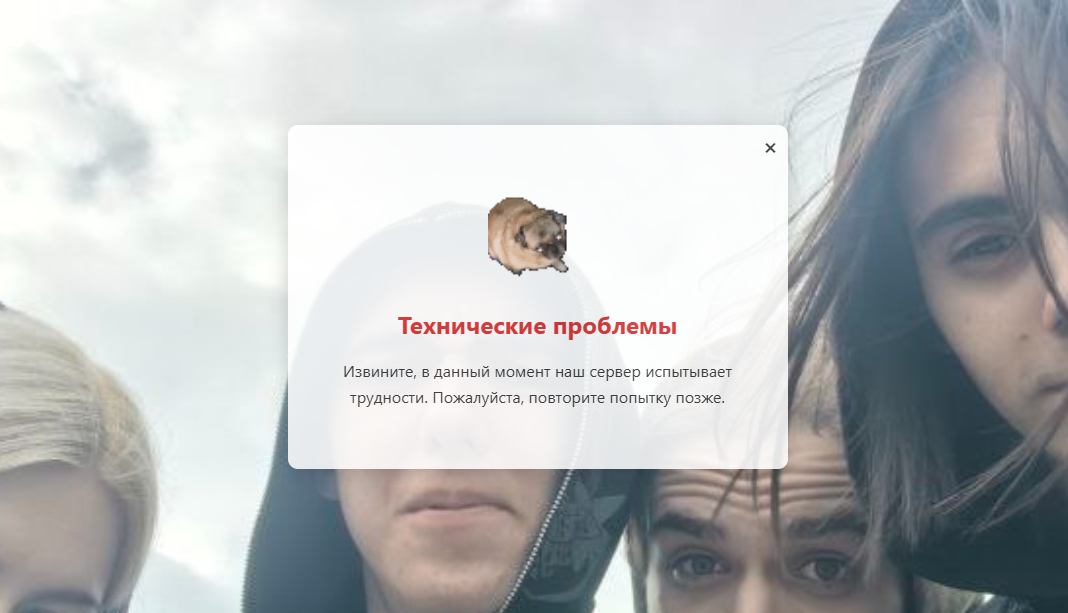 ×
Технические проблемы
Извините, в данный момент наш сервер испытывает
трудности. Пожалуйста, повторите попытку позже.